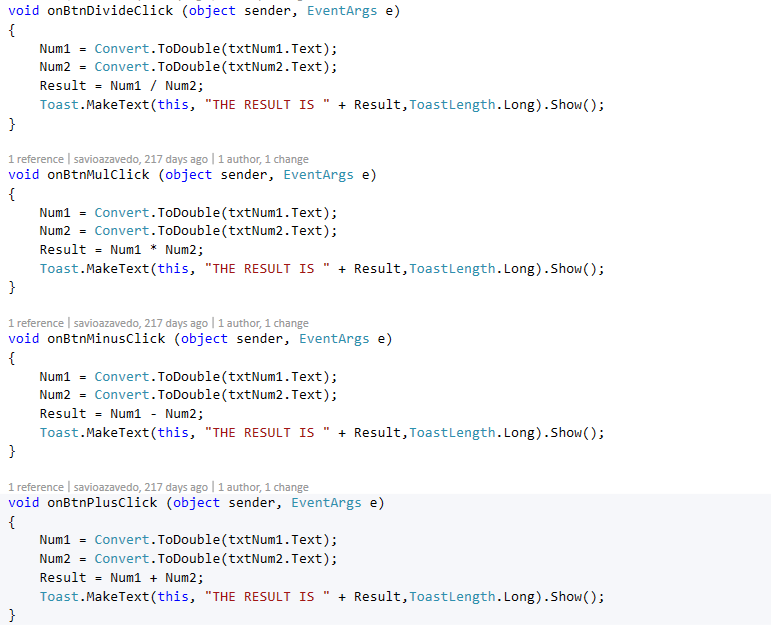 void onBtnDivideClick (object sender, EventArgs e)
{
    Num1 = Convert.ToDouble(txtNum1.Text);
    Num2 = Convert.ToDouble(txtNum2.Text);
    Result = Num1 / Num2;
    Toast.MakeText(this, "THE RESULT IS " + Result,ToastLength.Long).Show();
}
1 reference | savioazavedo, 217 days ago | 1 author, 1 change
void onBtnMulClick (object sender, EventArgs e)
{
    Num1 = Convert.ToDouble(txtNum1.Text);
    Num2 = Convert.ToDouble(txtNum2.Text);
    Result = Num1 * Num2;
    Toast.MakeText(this, "THE RESULT IS " + Result,ToastLength.Long).Show();
}
1 reference | savioazavedo, 217 days ago | 1 author, 1 change
void onBtnMinusClick (object sender, EventArgs e)
{
    Num1 = Convert.ToDouble(txtNum1.Text);
    Num2 = Convert.ToDouble(txtNum2.Text);
    Result = Num1 - Num2;
    Toast.MakeText(this, "THE RESULT IS " + Result,ToastLength.Long).Show();
}
1 reference | savioazavedo, 217 days ago | 1 author, 1 change
void onBtnPlusClick (object sender, EventArgs e)
{
    Num1 = Convert.ToDouble(txtNum1.Text);
    Num2 = Convert.ToDouble(txtNum2.Text);
    Result = Num1 + Num2;
    Toast.MakeText(this, "THE RESULT IS " + Result,ToastLength.Long).Show();
}